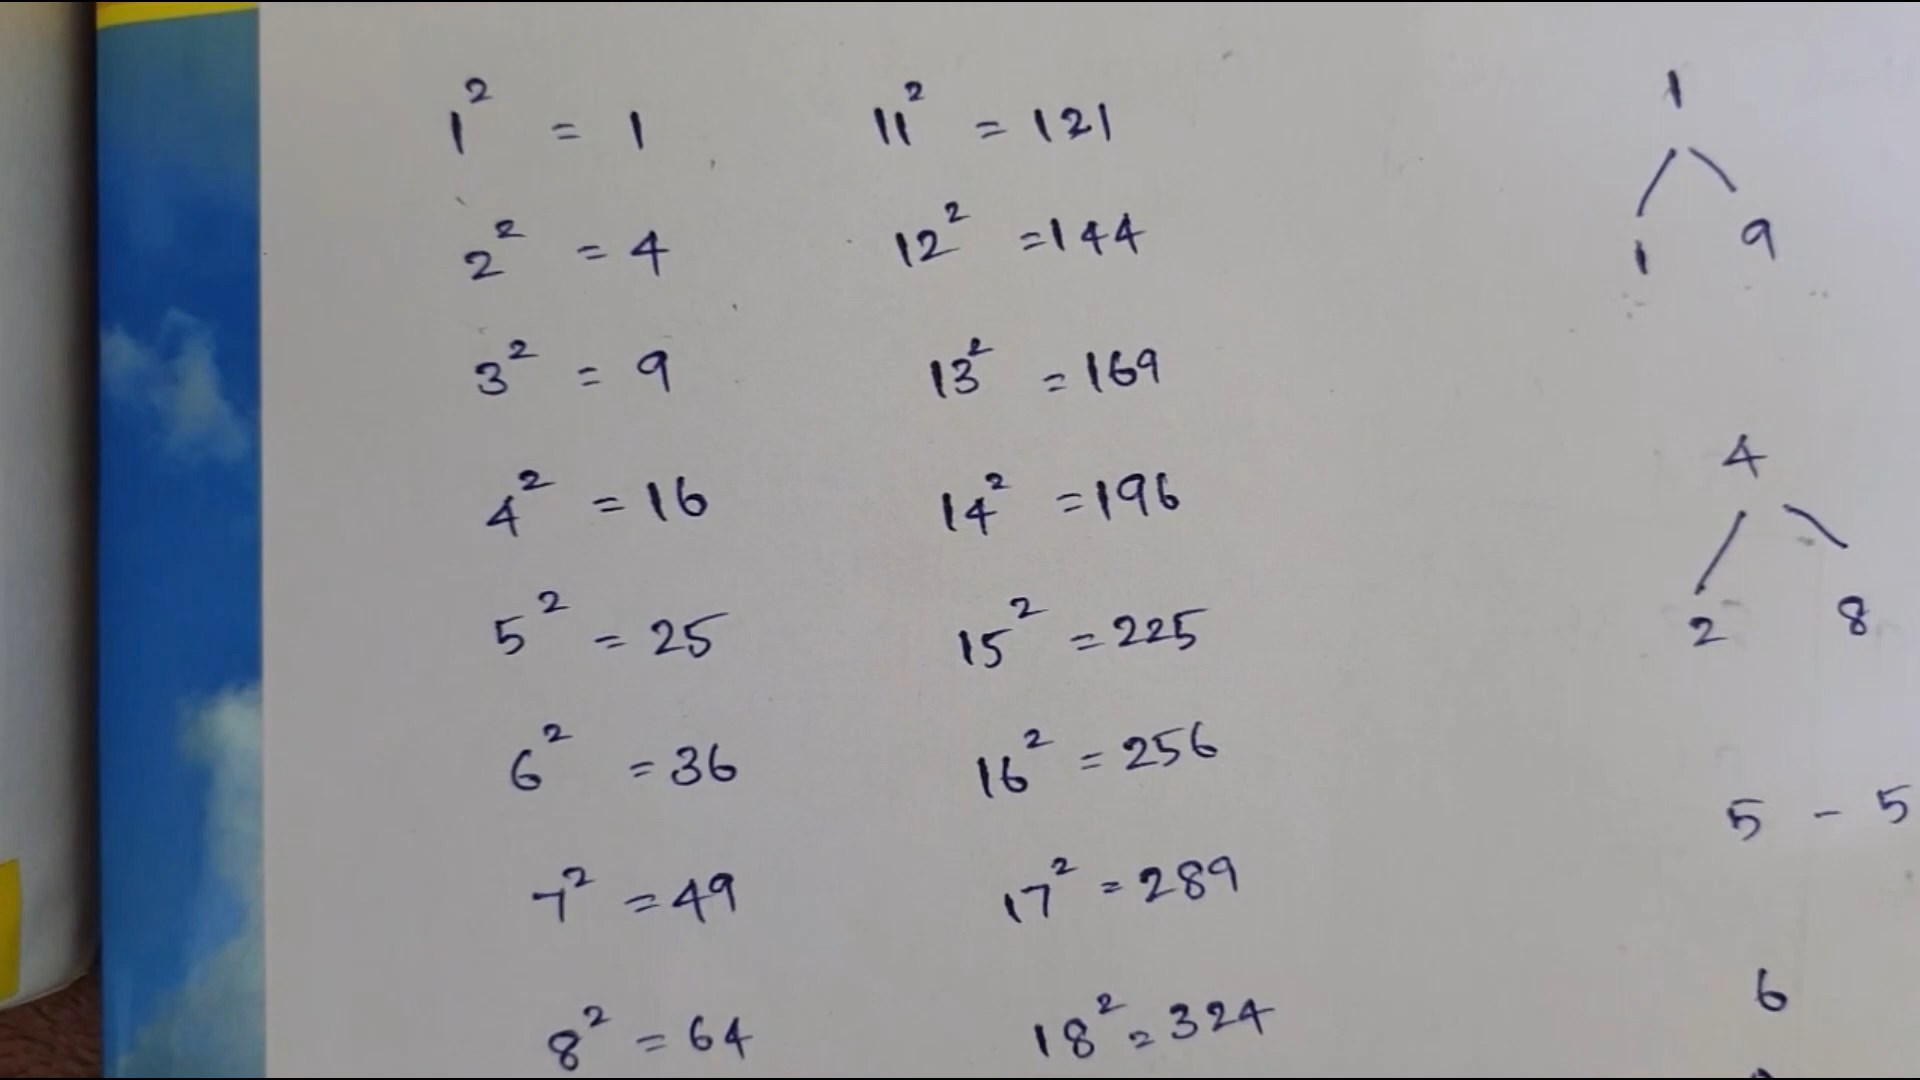 1² = 1
2² = 4
3² = 9
4² = 16
5² = 25
6² = 36
7² = 49
8² = 64
11² = 121
12² = 144
13² = 169
14² = 196
15² = 225
16² = 256
17² = 289
18² = 324
1
1 9
4
2 8
5 - 5
6